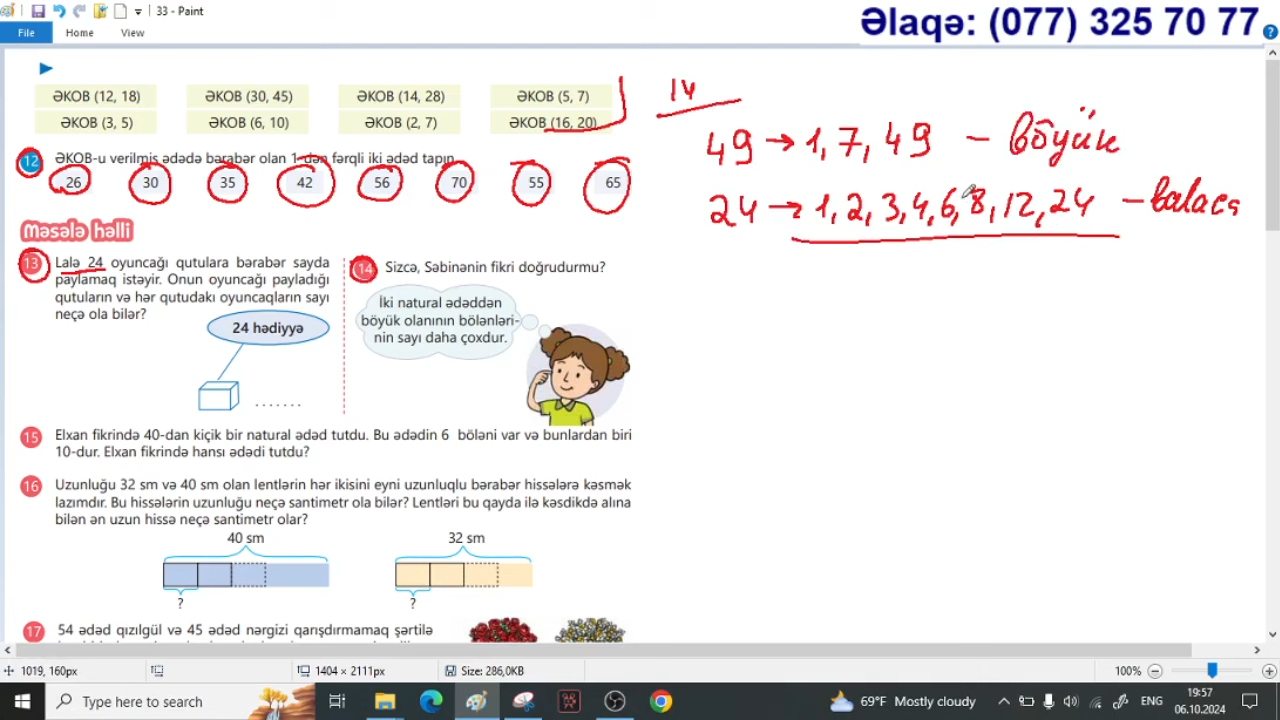 33 - Paint
Əlaqə: (077) 325 70 77
File Home View
ƏKOB (12, 18) ƏKOB (30, 45) ƏKOB (14, 28) ƏKOB (5, 7)
ƏKOB (3, 5) ƏKOB (6, 10) ƏKOB (2, 7) ƏKOB (16, 20)
12 ƏKOB-u verilmiş ədədə bərabər olan 1-dən fərqli iki ədəd tapın.
26 30 35 42 56 70 55 65
Məsələ həlli
13 Lalə 24 oyuncağı qutulara bərabər sayda
paylamaq istəyir. Onun oyuncağı payladığı
qutuların və hər qutudakı oyuncaqların sayı
neçə ola bilər?
24 hədiyyə
.......
14 Sizcə, Səbinənin fikri doğrudurmu?
İki natural ədəddən
böyük olanının bölənləri-
nin sayı daha çoxdur.
15 Elxan fikrində 40-dan kiçik bir natural ədəd tutdu. Bu ədədin 6 böləni var və bunlardan biri
10-dur. Elxan fikrində hansı ədədi tutdu?
16 Uzunluğu 32 sm və 40 sm olan lentlərin hər ikisini eyni uzunluqlu bərabər hissələrə kəsmək
lazımdır. Bu hissələrin uzunluğu neçə santimetr ola bilər? Lentləri bu qayda ilə kəsdikdə alına
bilən ən uzun hissə neçə santimetr olar?
40 sm 32 sm
? ?
17 54 ədəd qızılgül və 45 ədəd nərgizi qarışdırmamaq şərtilə
14
49 → 1, 7, 49 – böyük
24 → 1, 2, 3, 4, 6, 8, 12, 24 – balaca
1019, 160px 1404 × 2111px Size: 286,0KB 100%
Type here to search 69°F Mostly cloudy ENG 19:57
06.10.2024